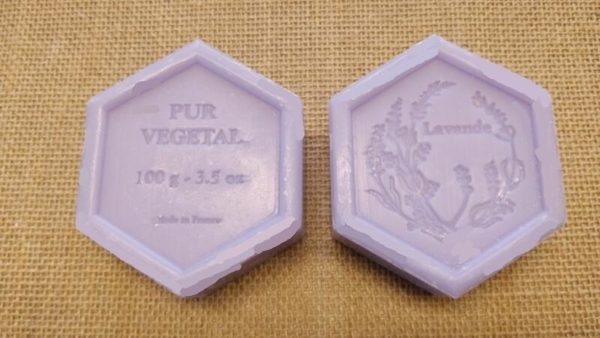 PUR
VEGETAL
100 g - 3.5 oz
Made in France
Lavande